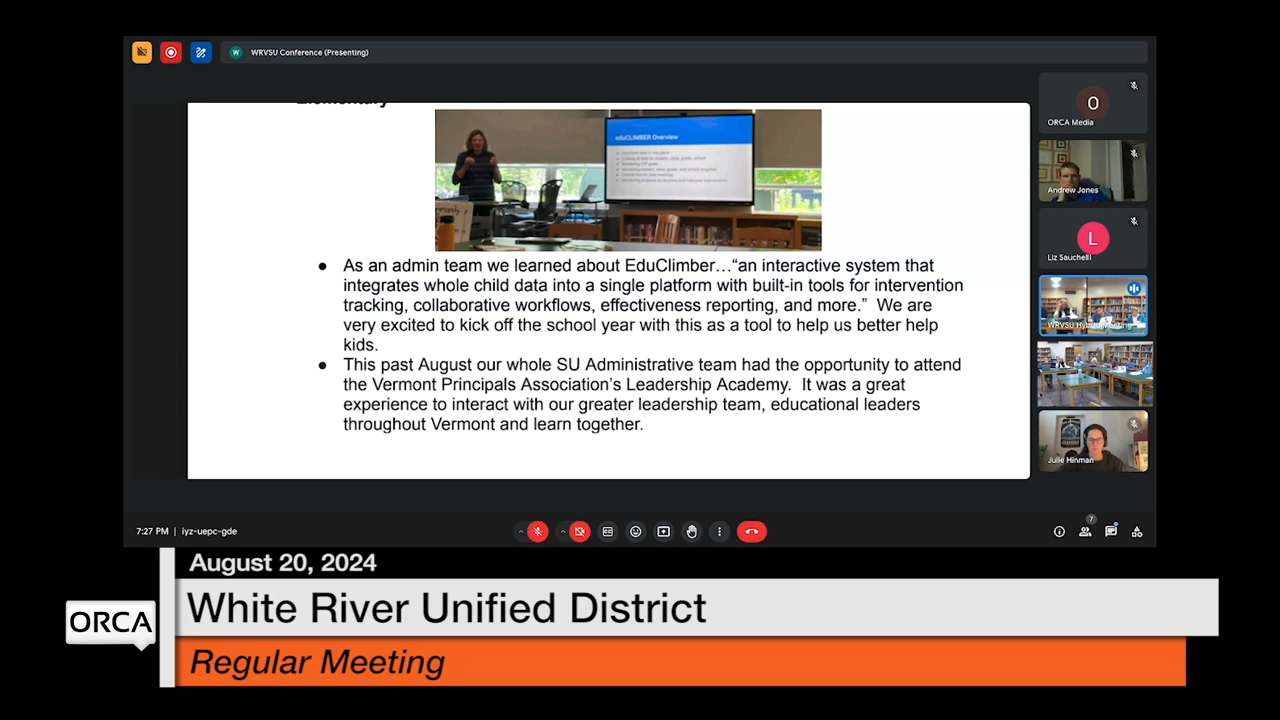 WRVSU Conference (Presenting)
Elementary
eduCLIMBER Overview
• As an admin team we learned about EduClimber…“an interactive system that
integrates whole child data into a single platform with built-in tools for intervention
tracking, collaborative workflows, effectiveness reporting, and more.” We are
very excited to kick off the school year with this as a tool to help us better help
kids.
• This past August our whole SU Administrative team had the opportunity to attend
the Vermont Principals Association’s Leadership Academy. It was a great
experience to interact with our greater leadership team, educational leaders
throughout Vermont and learn together.
O
ORCA Media
Andrew Jones
L
Liz Sauchelli
WRVSU Hybrid Meeting
Julie Hinman
7:27 PM | iyz-uepc-gde
7
August 20, 2024
ORCA
White River Unified District
Regular Meeting